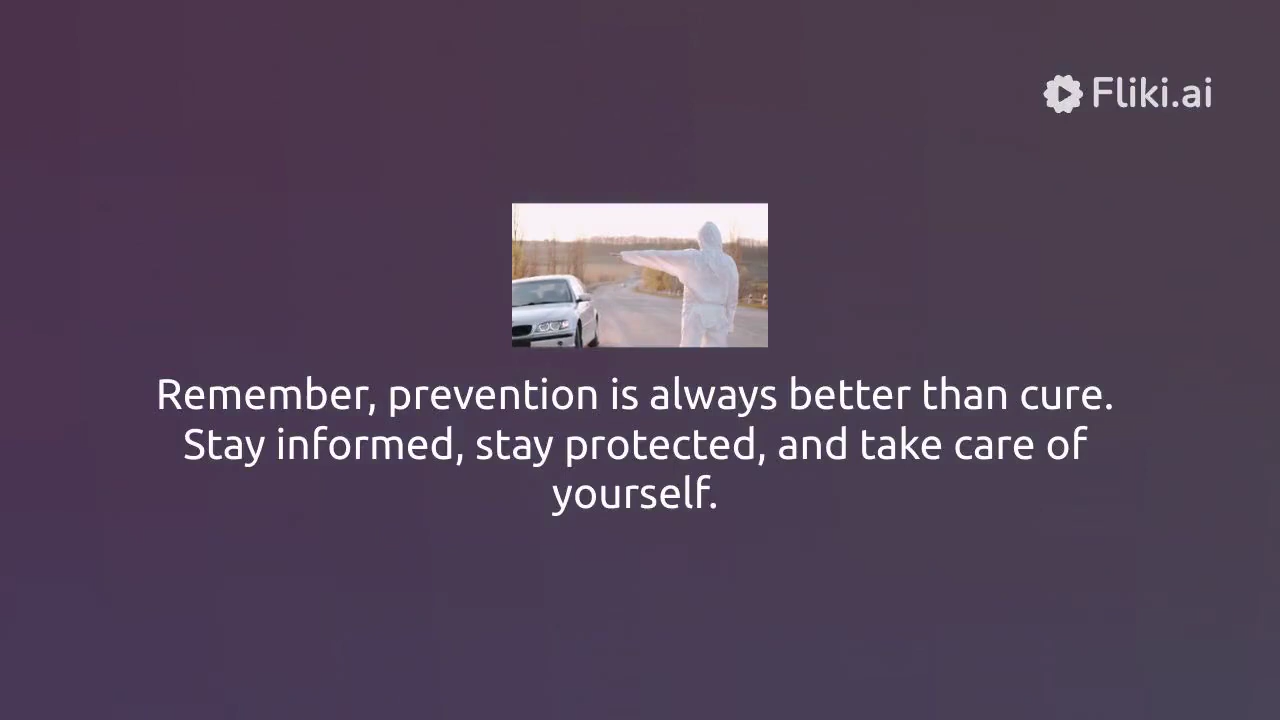 Fliki.ai
Remember, prevention is always better than cure.
Stay informed, stay protected, and take care of
yourself.